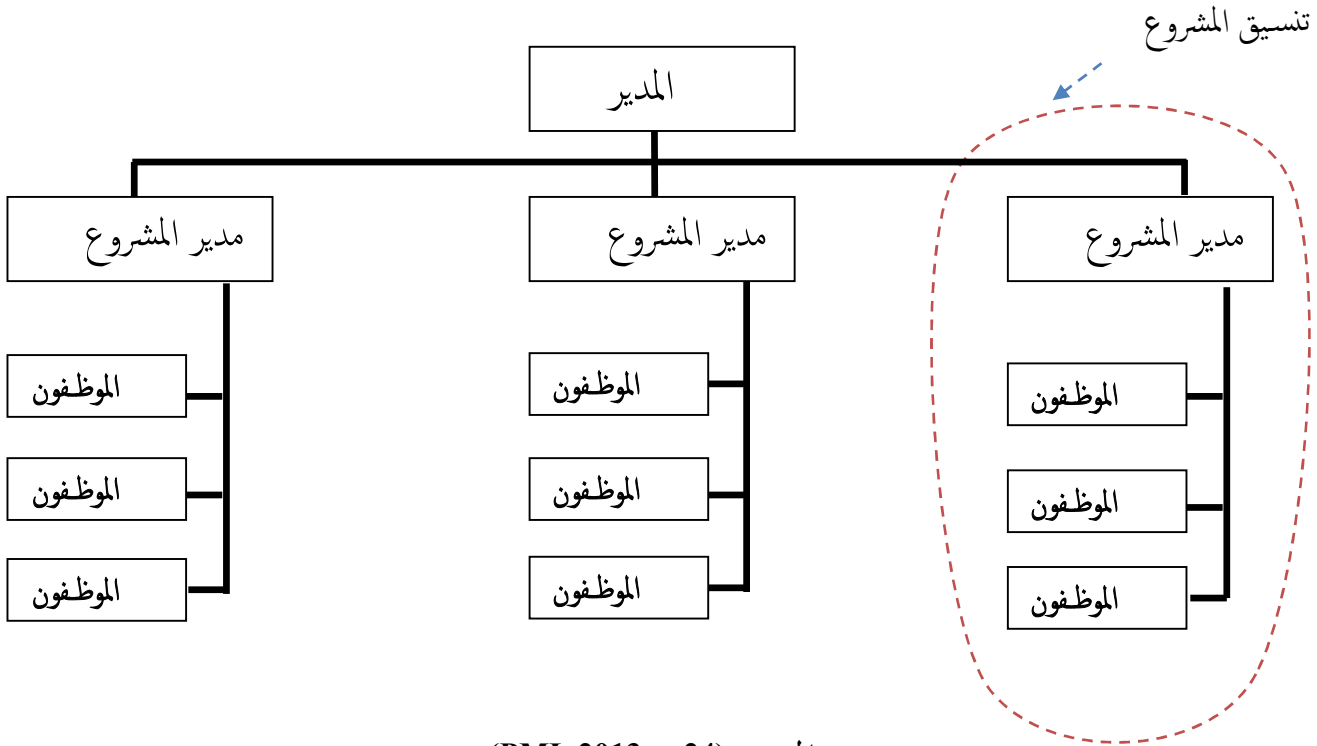 تنسيق المشروع
المدير
مدير المشروع
مدير المشروع
مدير المشروع
الموظفون
الموظفون
الموظفون
الموظفون
الموظفون
الموظفون
الموظفون
الموظفون
الموظفون